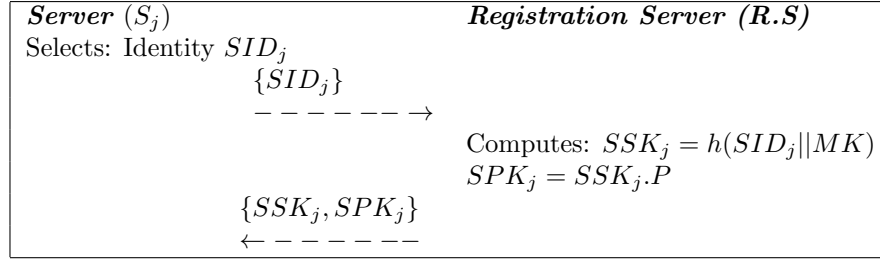 Server (S_j) Registration Server (R.S)
Selects: Identity SID_j
{SID_j}
− − − − − − − →
Computes: SSK_j = h(SID_j||MK)
SPK_j = SSK_j.P
{SSK_j, SPK_j}
← − − − − − − −